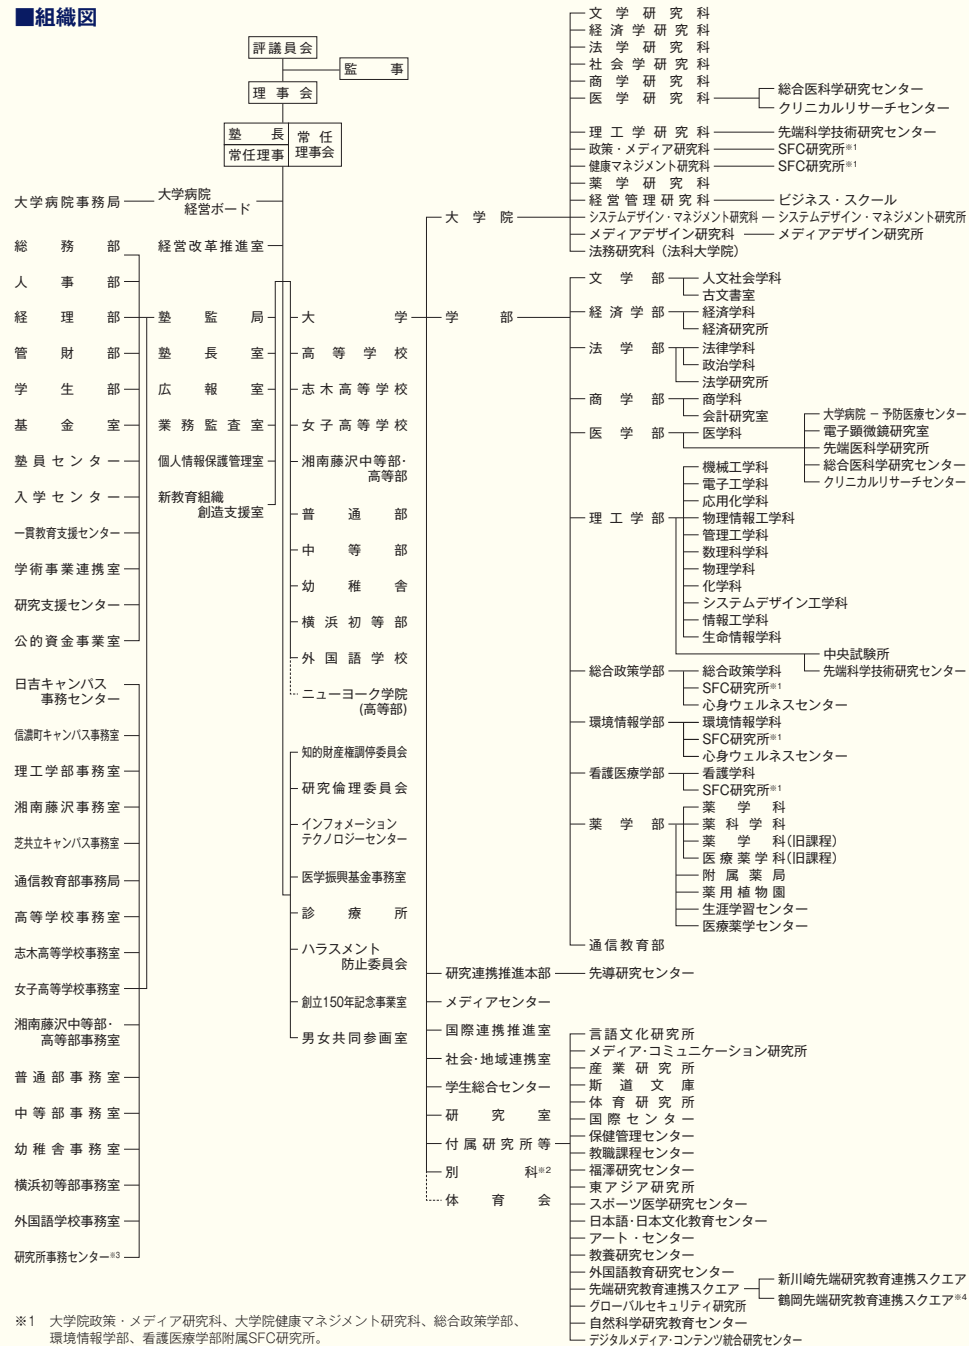 ■組織図
評議員会
監事
理事会
塾長
常任理事
常任
理事会
大学病院事務局
大学病院
経営ボード
経営改革推進室
総務部
人事部
経理部
管財部
学生部
基金室
塾員センター
入学センター
一貫教育支援センター
学術事業連携室
研究支援センター
公的資金事業室
日吉キャンパス
事務センター
信濃町キャンパス事務室
理工学部事務室
湘南藤沢事務室
芝共立キャンパス事務室
通信教育部事務局
高等学校事務室
志木高等学校事務室
女子高等学校事務室
湘南藤沢中等部・
高等部事務室
普通部事務室
中等部事務室
幼稚舎事務室
横浜初等部事務室
外国語学校事務室
研究所事務センター※3
塾監局
塾長室
広報室
業務監査室
個人情報保護管理室
新教育組織
創造支援室
大学
高等学校
志木高等学校
女子高等学校
湘南藤沢中等部・
高等部
普通部
中等部
幼稚舎
横浜初等部
外国語学校
ニューヨーク学院
(高等部)
知的財産権調停委員会
研究倫理委員会
インフォメーション
テクノロジーセンター
医学振興基金事務室
診療所
ハラスメント
防止委員会
創立150年記念事業室
男女共同参画室
大学院
文学研究科
経済学研究科
法学研究科
社会学研究科
商学研究科
医学研究科
総合医科学研究センター
クリニカルリサーチセンター
理工学研究科
先端科学技術研究センター
政策・メディア研究科
SFC研究所※1
健康マネジメント研究科
SFC研究所※1
薬学研究科
経営管理研究科
ビジネス・スクール
システムデザイン・マネジメント研究科
システムデザイン・マネジメント研究所
メディアデザイン研究科
メディアデザイン研究所
法務研究科（法科大学院）
学部
文学部
人文社会学科
古文書室
経済学部
経済学科
経済研究所
法学部
法律学科
政治学科
法学研究所
商学部
商学科
会計研究室
医学部
医学科
大学病院 − 予防医療センター
電子顕微鏡研究室
先端医科学研究所
総合医科学研究センター
クリニカルリサーチセンター
理工学部
機械工学科
電子工学科
応用化学科
物理情報工学科
管理工学科
数理科学科
物理学科
化学科
システムデザイン工学科
情報工学科
生命情報学科
中央試験所
先端科学技術研究センター
総合政策学部
総合政策学科
SFC研究所※1
心身ウェルネスセンター
環境情報学部
環境情報学科
SFC研究所※1
心身ウェルネスセンター
看護医療学部
看護学科
SFC研究所※1
薬学部
薬学科
薬科学科
薬学科(旧課程)
医療薬学科(旧課程)
附属薬局
薬用植物園
生涯学習センター
医療薬学センター
通信教育部
研究連携推進本部
先導研究センター
メディアセンター
国際連携推進室
社会・地域連携室
学生総合センター
研究室
付属研究所等
別科※2
体育会
言語文化研究所
メディア・コミュニケーション研究所
産業研究所
斯道文庫
体育研究所
国際センター
保健管理センター
教職課程センター
福澤研究センター
東アジア研究所
スポーツ医学研究センター
日本語・日本文化教育センター
アート・センター
教養研究センター
外国語教育研究センター
先端研究教育連携スクエア
新川崎先端研究教育連携スクエア
鶴岡先端研究教育連携スクエア※4
グローバルセキュリティ研究所
自然科学研究教育センター
デジタルメディア・コンテンツ統合研究センター
※1　大学院政策・メディア研究科、大学院健康マネジメント研究科、総合政策学部、
環境情報学部、看護医療学部附属SFC研究所。